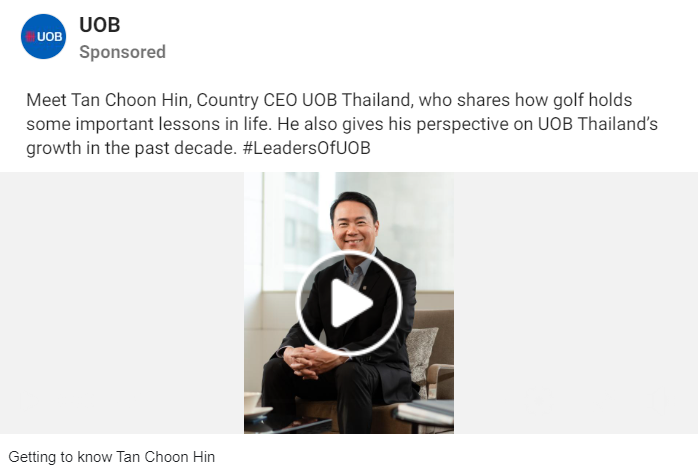 UOB
UOB
Sponsored
Meet Tan Choon Hin, Country CEO UOB Thailand, who shares how golf holds
some important lessons in life. He also gives his perspective on UOB Thailand’s
growth in the past decade. #LeadersOfUOB
Getting to know Tan Choon Hin